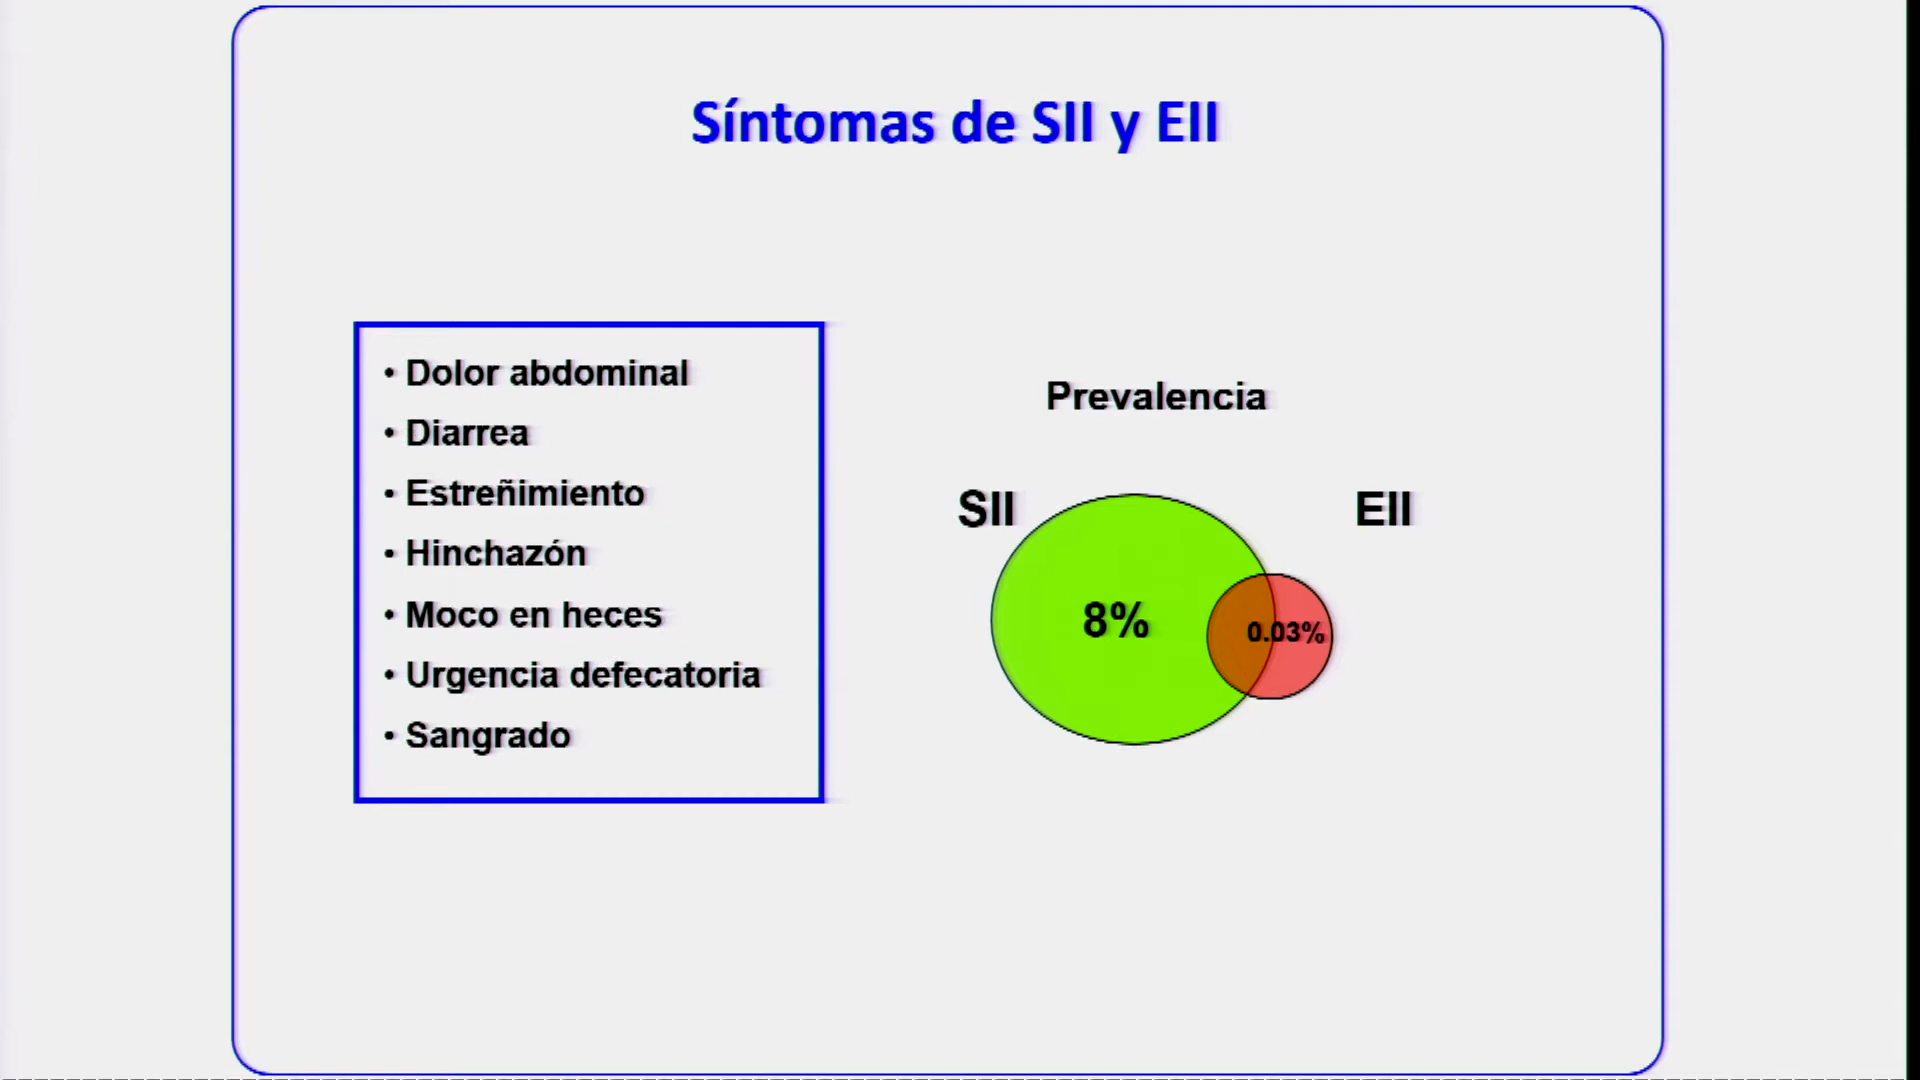 Síntomas de SII y EII
• Dolor abdominal
• Diarrea
• Estreñimiento
• Hinchazón
• Moco en heces
• Urgencia defecatoria
• Sangrado
Prevalencia
SII
EII
8%
0.03%